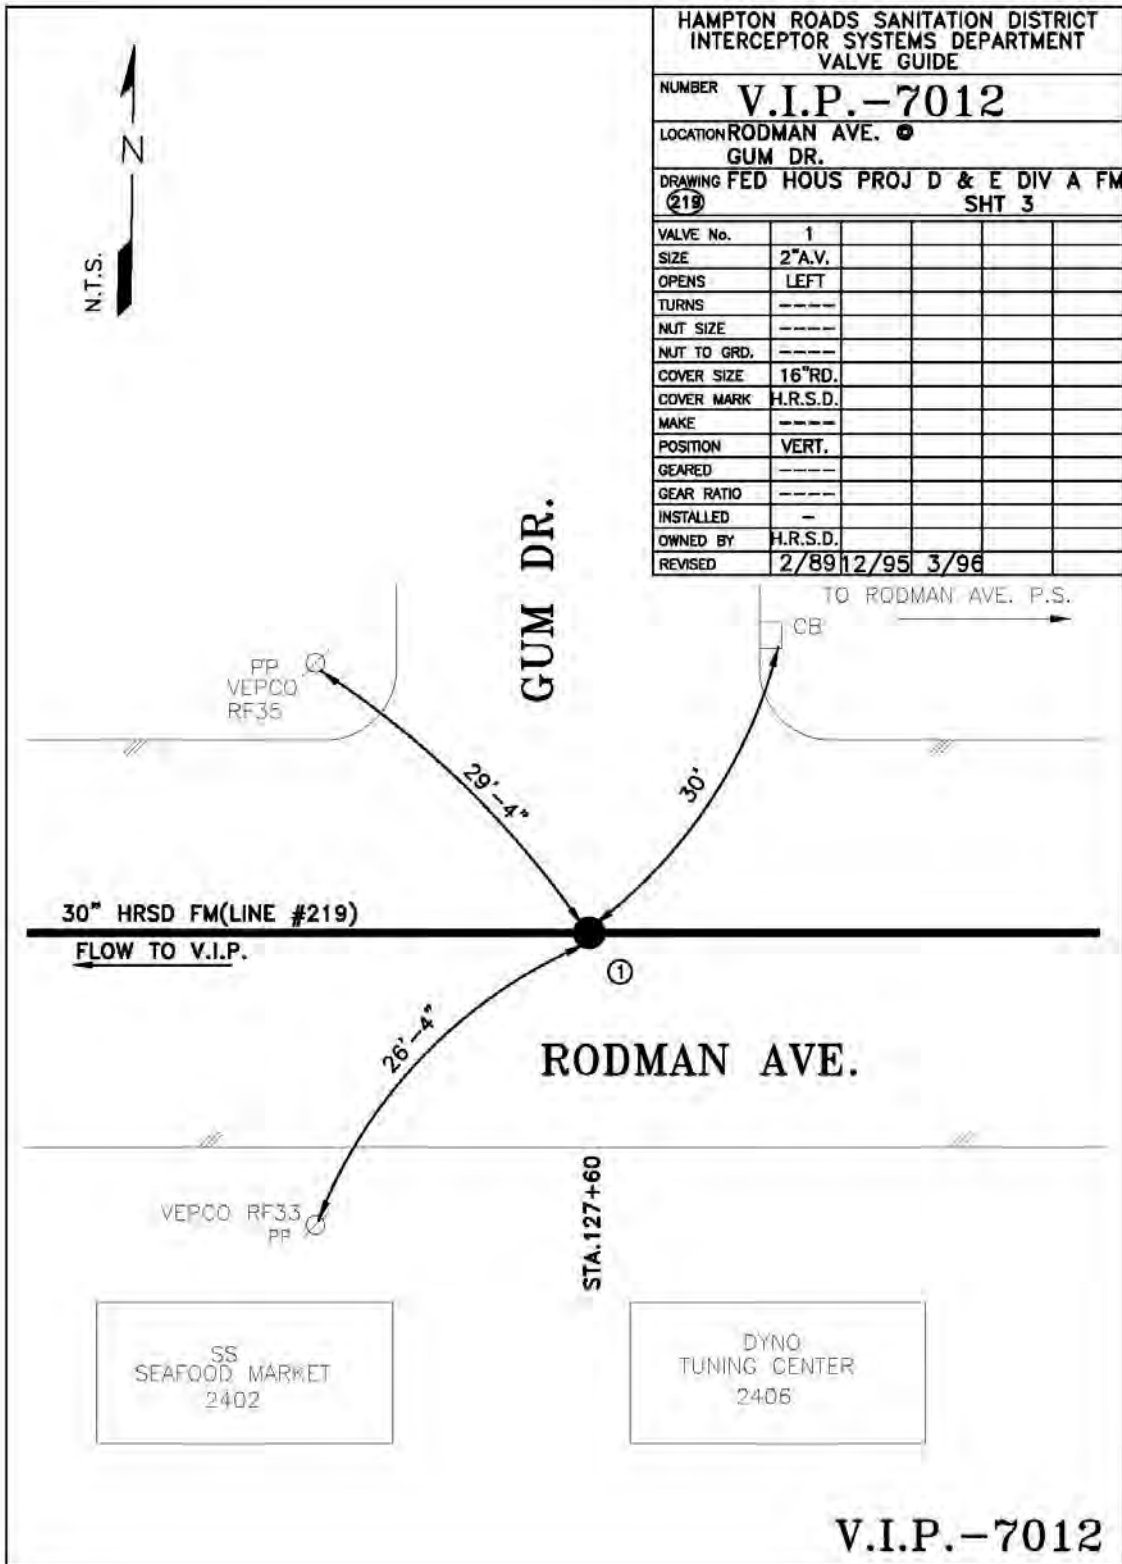 HAMPTON ROADS SANITATION DISTRICT
INTERCEPTOR SYSTEMS DEPARTMENT
VALVE GUIDE
NUMBER V.I.P.-7012
LOCATION RODMAN AVE. @
GUM DR.
DRAWING FED HOUS PROJ D & E DIV A FM
219 SHT 3
VALVE No. 1
SIZE 2"A.V.
OPENS LEFT
TURNS ----
NUT SIZE ----
NUT TO GRD. ----
COVER SIZE 16"RD.
COVER MARK H.R.S.D.
MAKE ----
POSITION VERT.
GEARED ----
GEAR RATIO ----
INSTALLED -
OWNED BY H.R.S.D.
REVISED 2/89 12/95 3/96
N
N.T.S.
GUM DR.
TO RODMAN AVE. P.S.
CB
PP
VEPCO
RF35
29'-4"
30'
30" HRSD FM(LINE #219)
FLOW TO V.I.P.
1
26'-4"
RODMAN AVE.
VEPCO RF33
PP
STA.127+60
SS
SEAFOOD MARKET
2402
DYNO
TUNING CENTER
2406
V.I.P.-7012